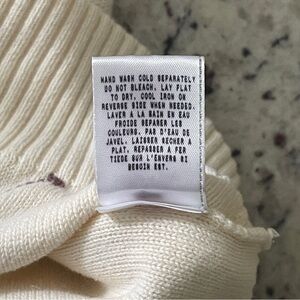 HAND WASH COLD SEPARATELY
DO NOT BLEACH. LAY FLAT
TO DRY. COOL IRON OR
REVERSE SIDE WHEN NEEDED.
LAVER A LA BAIN EN EAU
FROIDE SEPARER LES
COULEURS. PAS D'EAU DE
JAVEL. LAISSER SECHER A
PLAT. REPASSER A FER
TIEDE SUR L'ENVERS SI
BESOIN EST.